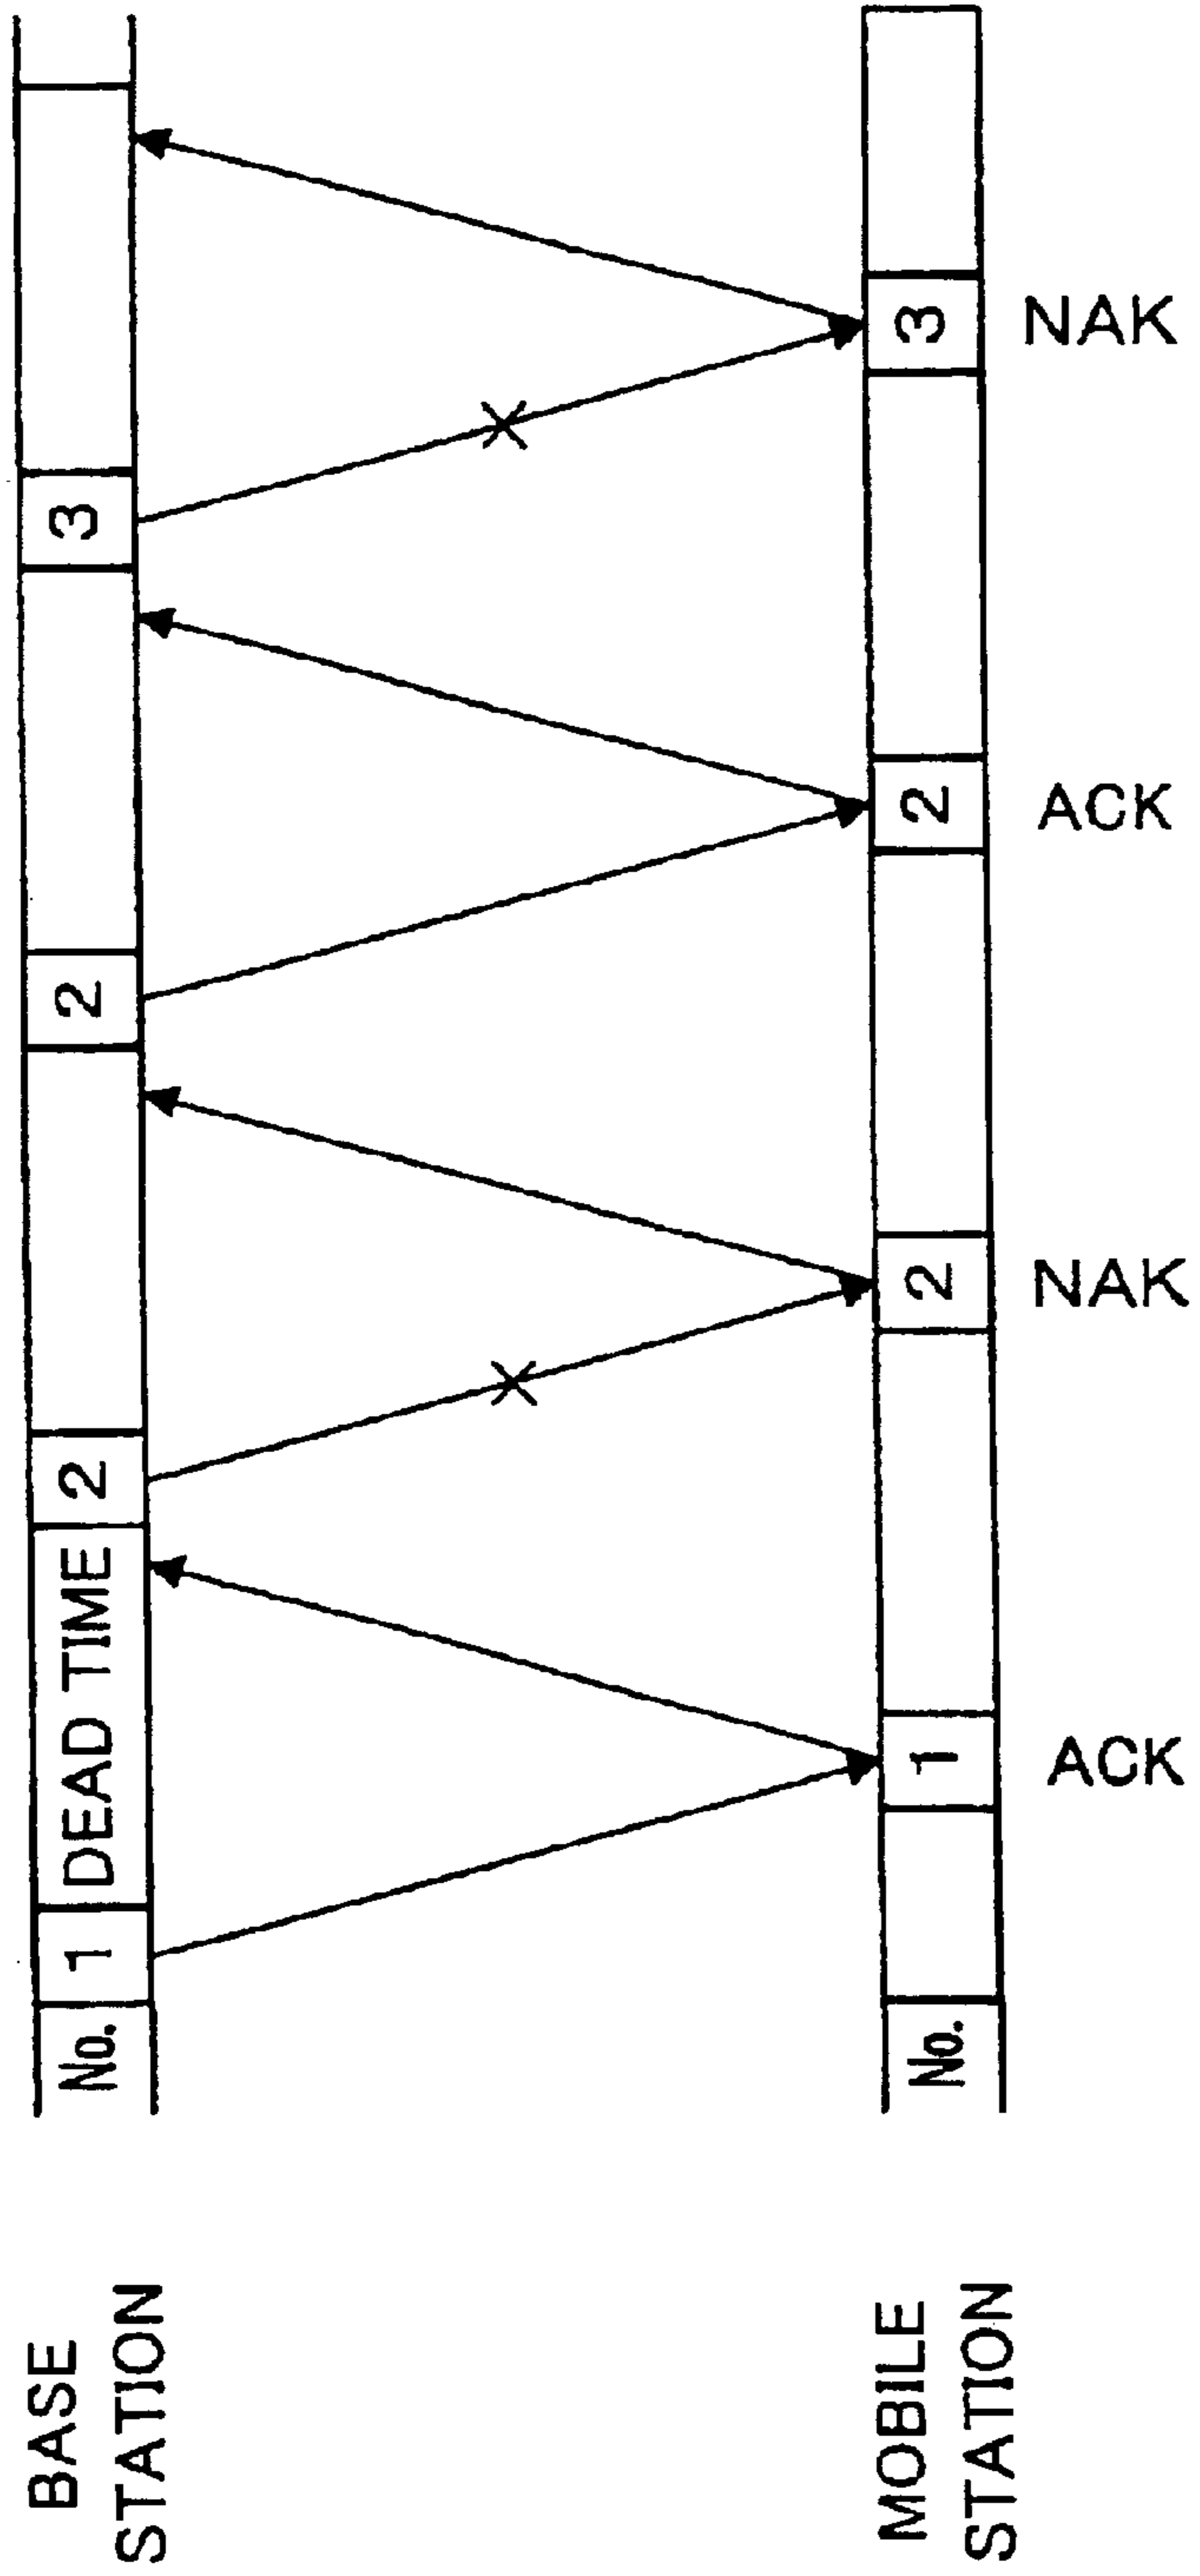 BASE
STATION
No. 1 DEAD TIME 2 2 3
MOBILE
STATION
No. 1 2 2 3
ACK NAK ACK NAK